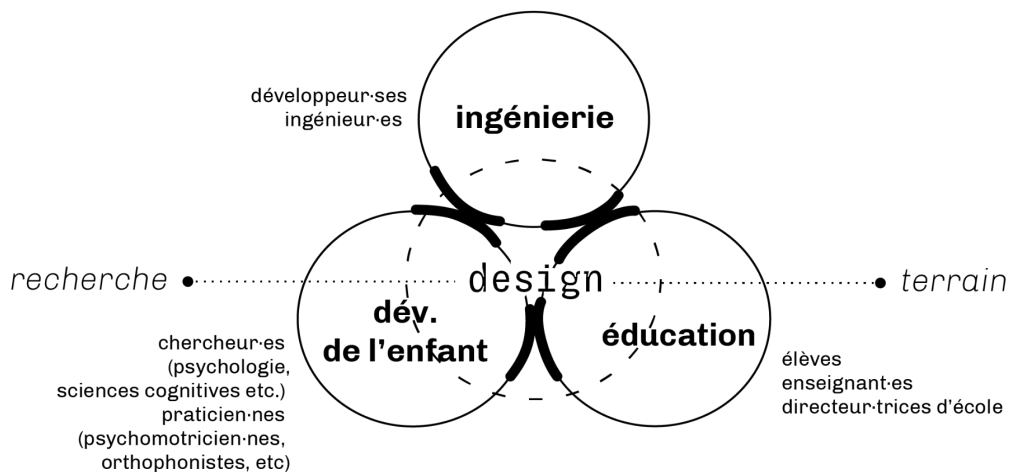 développeur·ses
ingénieur·es
ingénierie
recherche
design
terrain
dév.
de l'enfant
éducation
chercheur·es
(psychologie,
sciences cognitives etc.)
praticien·nes
(psychomotricien·nes,
orthophonistes, etc)
élèves
enseignant·es
directeur·trices d'école